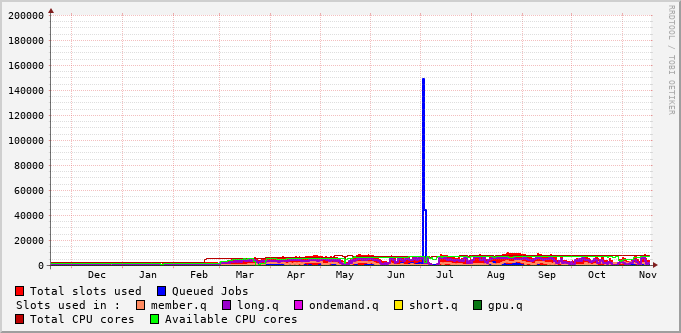 200000
180000
160000
140000
120000
100000
80000
60000
40000
20000
0
Dec Jan Feb Mar Apr May Jun Jul Aug Sep Oct Nov
Total slots used Queued Jobs
Slots used in : member.q long.q ondemand.q short.q gpu.q
Total CPU cores Available CPU cores
RRDTOOL / TOBI OETIKER